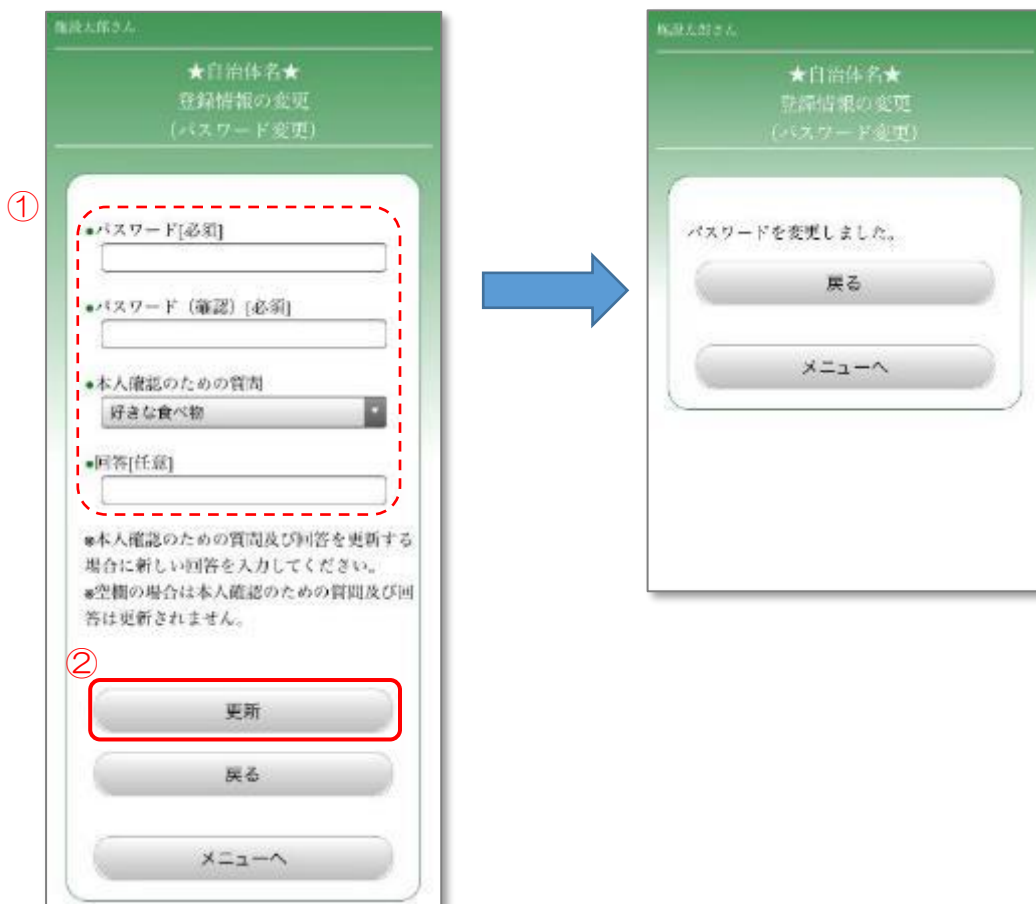 施設太郎さん
★自治体名★
登録情報の変更
(パスワード変更)
①
●パスワード[必須]
●パスワード（確認）[必須]
●本人確認のための質問
好きな食べ物
●回答[任意]
※本人確認のための質問及び回答を更新する
場合に新しい回答を入力してください。
※空欄の場合は本人確認のための質問及び回
答は更新されません。
②
更新
戻る
メニューへ
施設太郎さん
★自治体名★
登録情報の変更
(パスワード変更)
パスワードを変更しました。
戻る
メニューへ